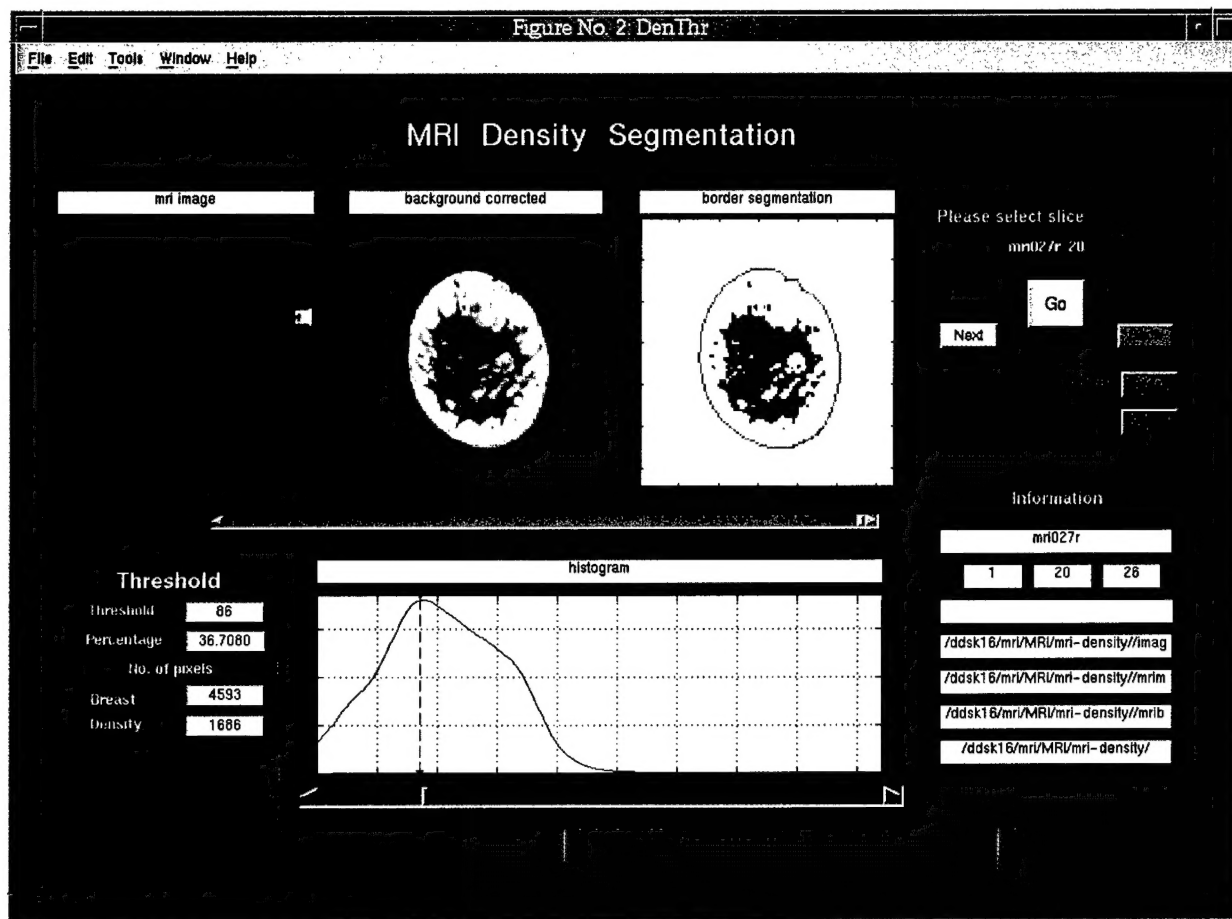 Figure No. 2: DenThr
File Edit Tools Window Help
MRI Density Segmentation
mri image
background corrected
border segmentation
Please select slice
mri027r 20
Go
Next
Information
mri027r
1 20 26
/ddsk16/mri/MRI/mri-density//imag
/ddsk16/mri/MRI/mri-density//mrim
/ddsk16/mri/MRI/mri-density//mrib
/ddsk16/mri/MRI/mri-density/
histogram
Threshold
Threshold 86
Percentage 36.7080
No. of pixels
Breast 4593
Density 1686